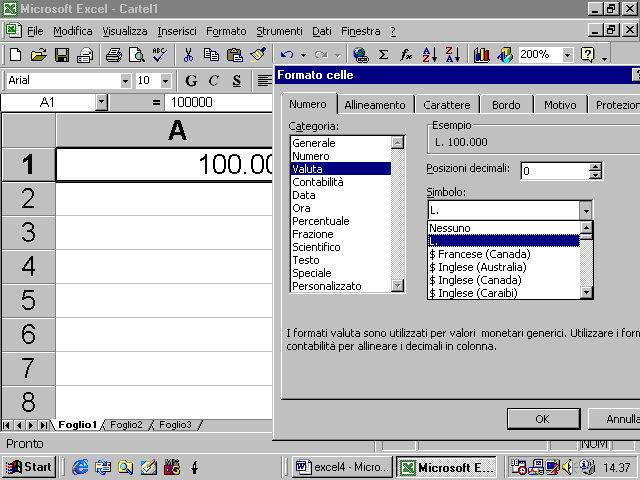 Microsoft Excel - Cartel1
File Modifica Visualizza Inserisci Formato Strumenti Dati Finestra ?
ABC
Σ fx A Z Z A 200% ?
Arial 10 G C S
A1 = 100000
Formato celle ?
Numero Allineamento Carattere Bordo Motivo Protezion
Categoria:
Generale
Numero
Valuta
Contabilità
Data
Ora
Percentuale
Frazione
Scientifico
Testo
Speciale
Personalizzato
Esempio
L. 100.000
Posizioni decimali: 0
Simbolo:
L.
Nessuno
L.
$ Francese (Canada)
$ Inglese (Australia)
$ Inglese (Canada)
$ Inglese (Caraibi)
I formati valuta sono utilizzati per valori monetari generici. Utilizzare i form
contabilità per allineare i decimali in colonna.
OK Annulla
A
1 100.00
2
3
4
5
6
7
8
Foglio1 Foglio2 Foglio3
Pronto NUM
Start excel4 - Micro... Microsoft E... 14.37